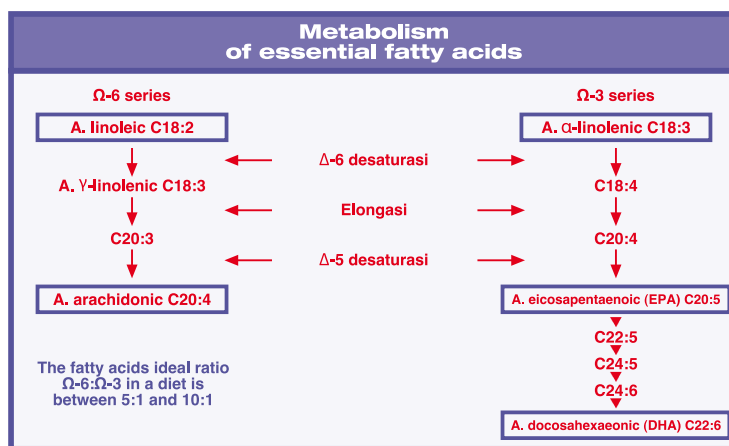 Metabolism
of essential fatty acids
Ω-6 series
Ω-3 series
A. linoleic C18:2
A. α-linolenic C18:3
Δ-6 desaturasi
A. γ-linolenic C18:3
C18:4
Elongasi
C20:3
C20:4
Δ-5 desaturasi
A. arachidonic C20:4
A. eicosapentaenoic (EPA) C20:5
C22:5
C24:5
C24:6
A. docosahexaeonic (DHA) C22:6
The fatty acids ideal ratio
Ω-6:Ω-3 in a diet is
between 5:1 and 10:1